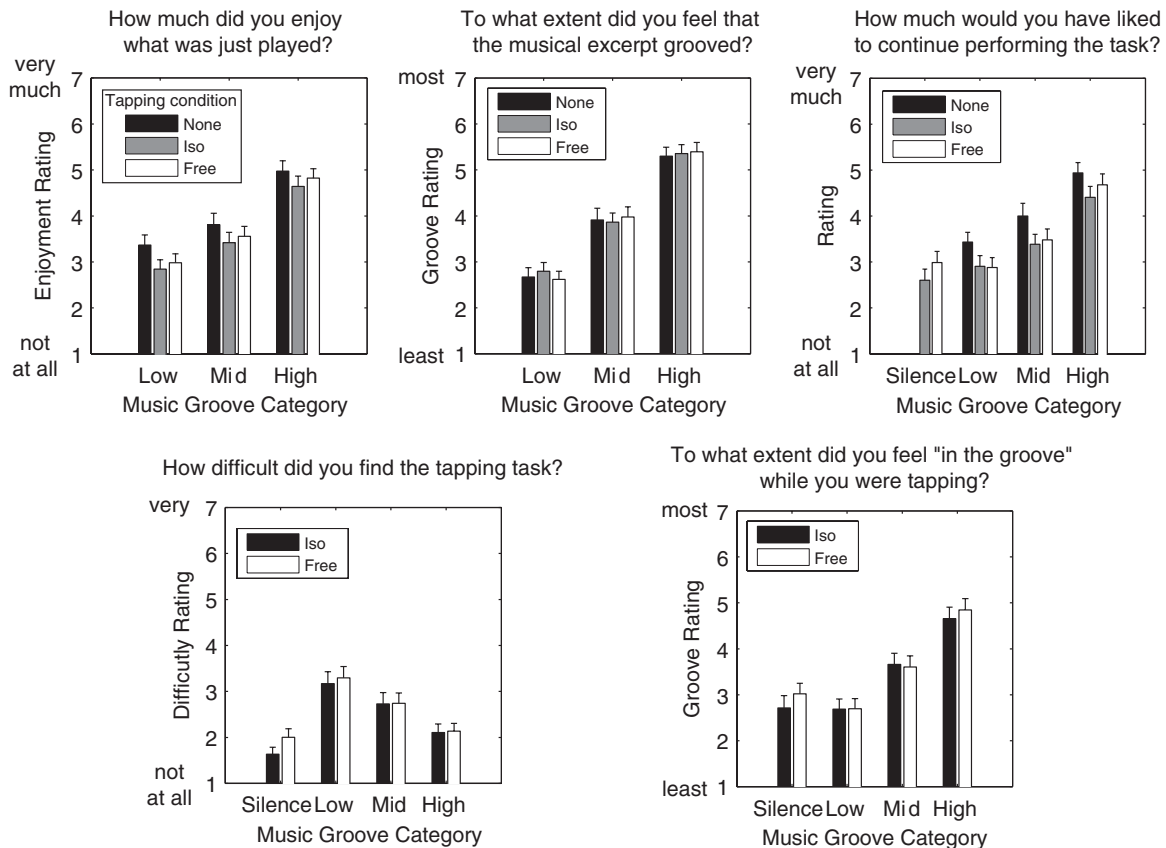 How much did you enjoy
what was just played?
very
much
7
6
5
4
3
2
1
not
at all
Enjoyment Rating
Tapping condition
None
Iso
Free
Low Mid High
Music Groove Category
To what extent did you feel that
the musical excerpt grooved?
most
7
6
5
4
3
2
1
least
Groove Rating
None
Iso
Free
Low Mid High
Music Groove Category
How much would you have liked
to continue performing the task?
very
much
7
6
5
4
3
2
1
not
at all
Rating
None
Iso
Free
Silence Low Mid High
Music Groove Category
How difficult did you find the tapping task?
very
7
6
5
4
3
2
1
not
at all
Difficutly Rating
Iso
Free
Silence Low Mid High
Music Groove Category
To what extent did you feel "in the groove"
while you were tapping?
most
7
6
5
4
3
2
1
least
Groove Rating
Iso
Free
Silence Low Mid High
Music Groove Category